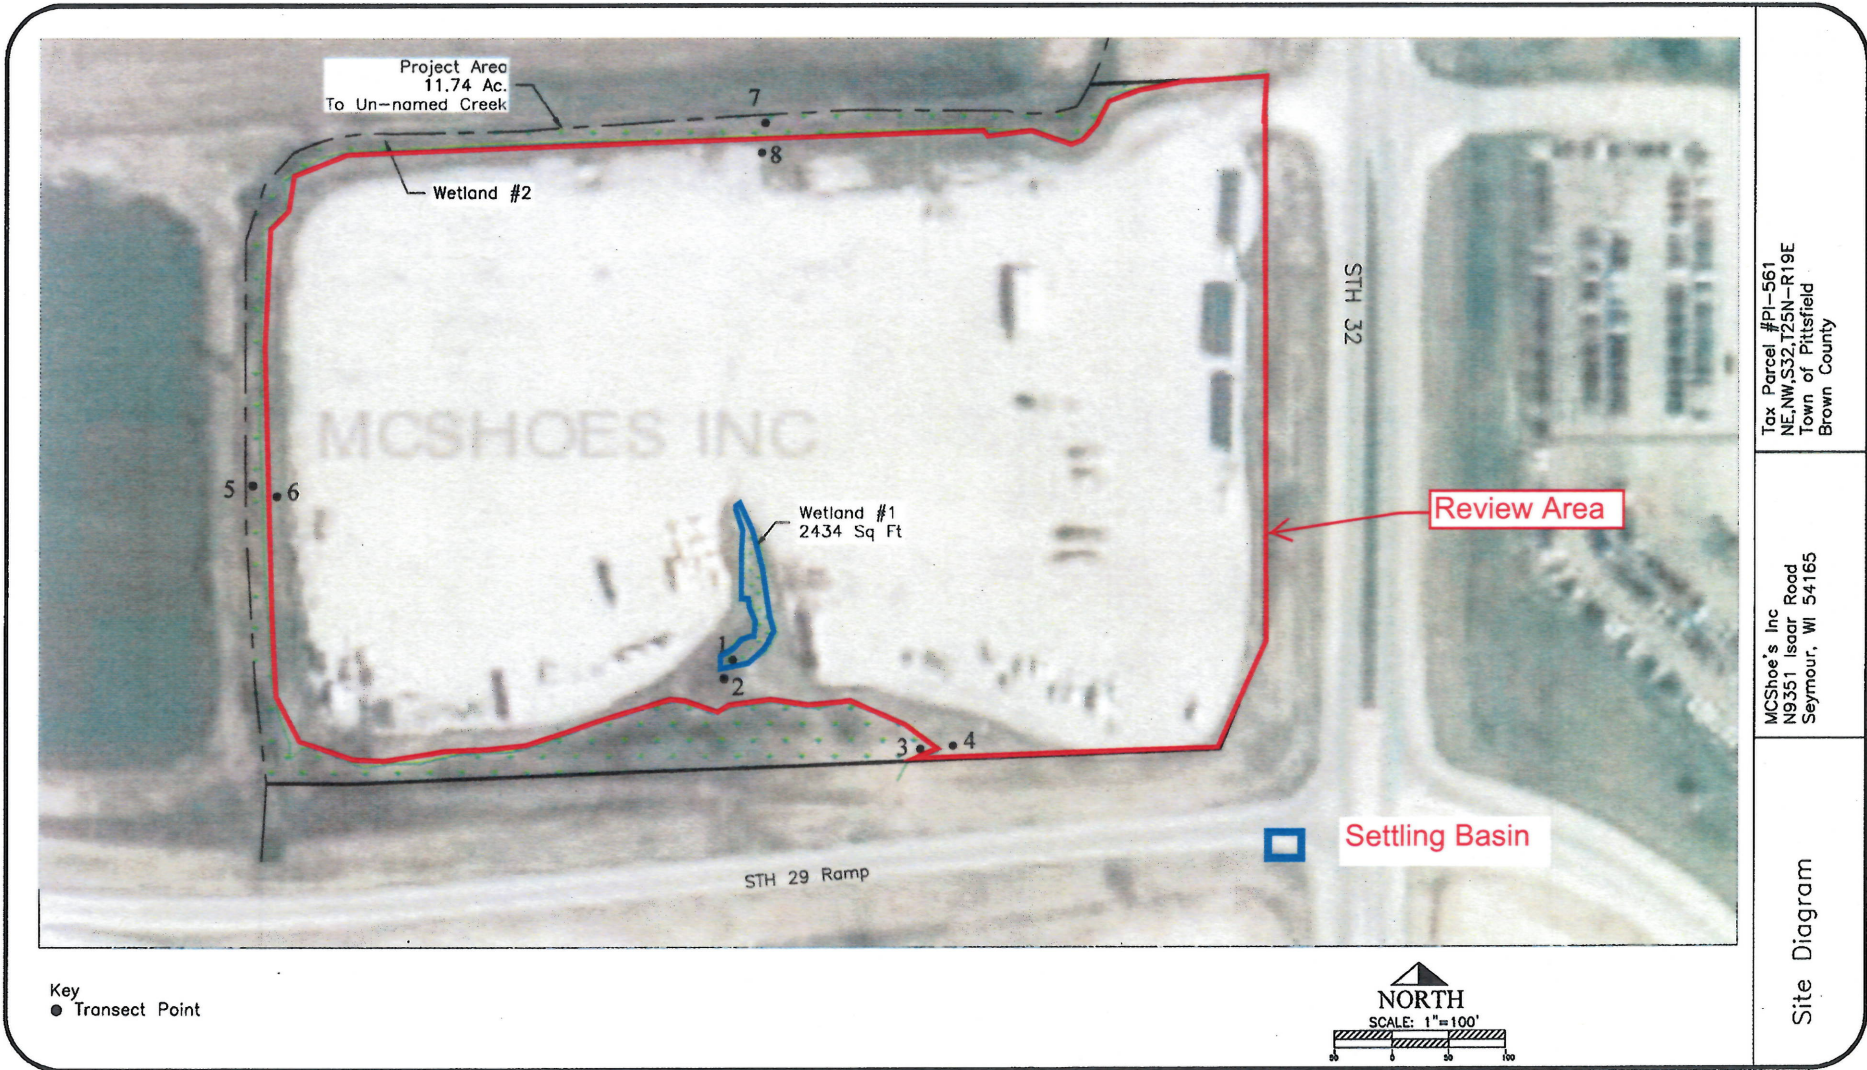 Project Area
11.74 Ac.
To Un-named Creek
7
8
Wetland #2
STH 32
MCSHOES INC
5
6
Wetland #1
2434 Sq Ft
Review Area
1
2
3
4
Settling Basin
STH 29 Ramp
Key
Transect Point
NORTH
SCALE: 1"=100'
50 0 50 100
Tax Parcel #PI-561
NE,NW,S32,T25N-R19E
Town of Pittsfield
Brown County
MCShoe's Inc
N9351 Isaar Road
Seymour, WI 54165
Site Diagram